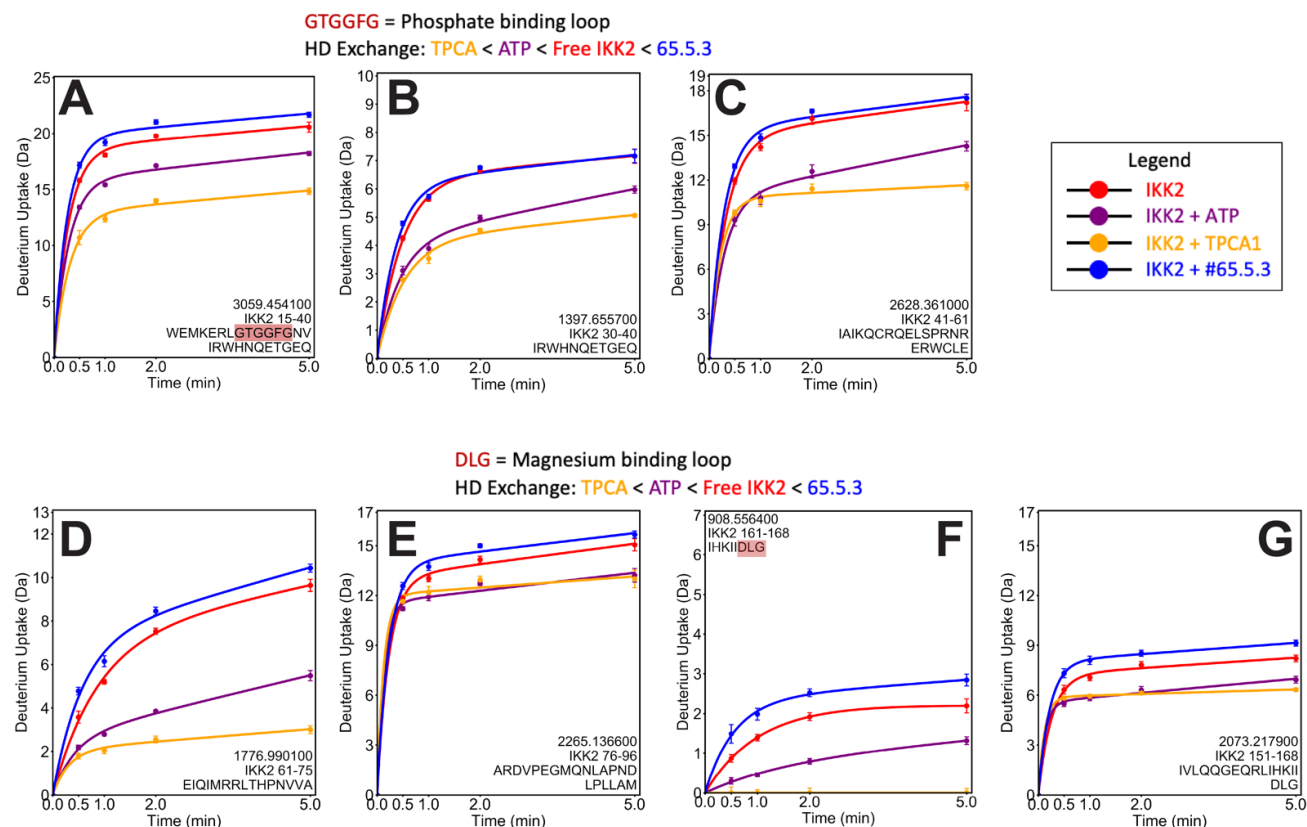 GTGGFG = Phosphate binding loop
HD Exchange: TPCA < ATP < Free IKK2 < 65.5.3
A
Deuterium Uptake (Da)
25
20
15
10
5
0
3059.454100
IKK2 15-40
WEMKERLGTGGFGNV
IRWHNQETGEQ
0.0 0.5 1.0 2.0 5.0
Time (min)
B
Deuterium Uptake (Da)
10
9
8
7
6
5
4
3
2
1
0
1397.655700
IKK2 30-40
IRWHNQETGEQ
0.0 0.5 1.0 2.0 5.0
Time (min)
C
Deuterium Uptake (Da)
19
18
15
12
9
6
3
0
2628.361000
IKK2 41-61
IAIKQCRQELSPRNR
ERWCLE
0.0 0.5 1.0 2.0 5.0
Time (min)
Legend
IKK2
IKK2 + ATP
IKK2 + TPCA1
IKK2 + #65.5.3
DLG = Magnesium binding loop
HD Exchange: TPCA < ATP < Free IKK2 < 65.5.3
D
Deuterium Uptake (Da)
13
12
10
8
6
4
2
0
1776.990100
IKK2 61-75
EIQIMRRLTHPNVVA
0.0 0.5 1.0 2.0 5.0
Time (min)
E
Deuterium Uptake (Da)
17
15
12
9
6
3
0
2265.136600
IKK2 76-96
ARDVPEGMQNLAPND
LPLLAM
0.0 0.5 1.0 2.0 5.0
Time (min)
F
Deuterium Uptake (Da)
7
6
5
4
3
2
1
0
908.556400
IKK2 161-168
IHKIIDLG
0.0 0.5 1.0 2.0 5.0
Time (min)
G
Deuterium Uptake (Da)
17
15
12
9
6
3
0
2073.217900
IKK2 151-168
IVLQQGEQRLIHKII
DLG
0.0 0.5 1.0 2.0 5.0
Time (min)